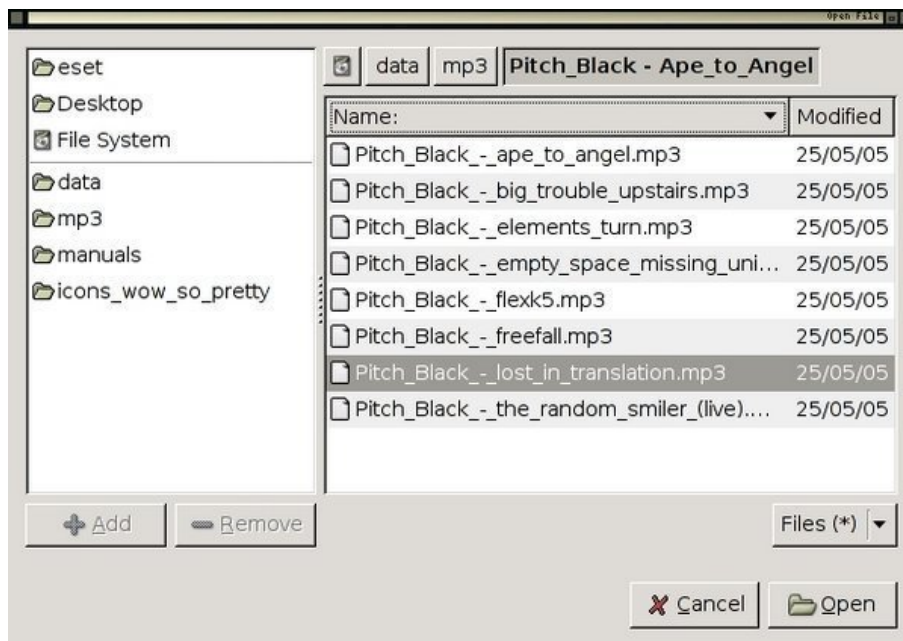 Open File
eset
Desktop
File System
data
mp3
manuals
icons_wow_so_pretty
data mp3 Pitch_Black - Ape_to_Angel
Name: Modified
Pitch_Black_-_ape_to_angel.mp3 25/05/05
Pitch_Black_-_big_trouble_upstairs.mp3 25/05/05
Pitch_Black_-_elements_turn.mp3 25/05/05
Pitch_Black_-_empty_space_missing_uni... 25/05/05
Pitch_Black_-_flexk5.mp3 25/05/05
Pitch_Black_-_freefall.mp3 25/05/05
Pitch_Black_-_lost_in_translation.mp3 25/05/05
Pitch_Black_-_the_random_smiler_(live).... 25/05/05
Add Remove
Files (*)
Cancel Open